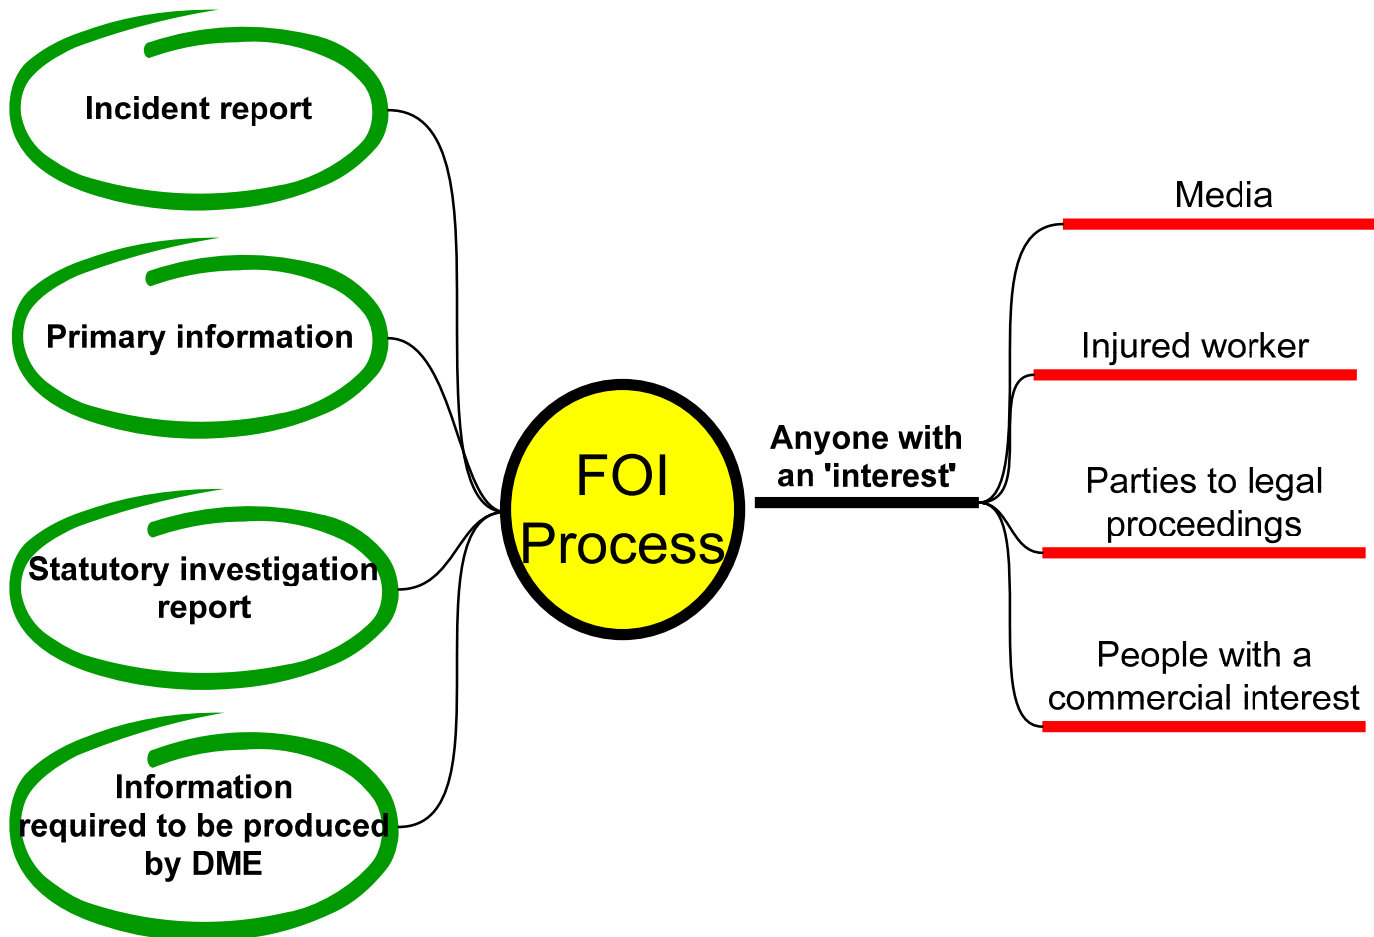 Incident report
Primary information
Statutory investigation
report
Information
required to be produced
by DME
FOI
Process
Anyone with
an 'interest'
Media
Injured worker
Parties to legal
proceedings
People with a
commercial interest